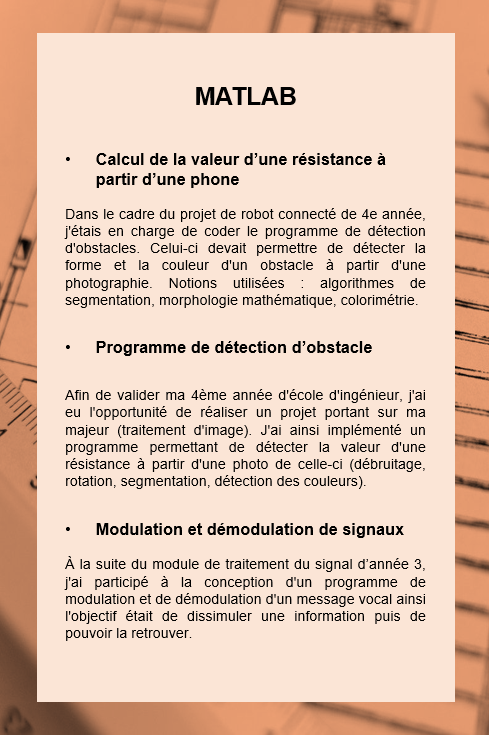 MATLAB
• Calcul de la valeur d’une résistance à
partir d’une phone
Dans le cadre du projet de robot connecté de 4e année,
j'étais en charge de coder le programme de détection
d'obstacles. Celui-ci devait permettre de détecter la
forme et la couleur d'un obstacle à partir d'une
photographie. Notions utilisées : algorithmes de
segmentation, morphologie mathématique, colorimétrie.
• Programme de détection d’obstacle
Afin de valider ma 4ème année d'école d'ingénieur, j'ai
eu l'opportunité de réaliser un projet portant sur ma
majeur (traitement d'image). J'ai ainsi implémenté un
programme permettant de détecter la valeur d'une
résistance à partir d'une photo de celle-ci (débruitage,
rotation, segmentation, détection des couleurs).
• Modulation et démodulation de signaux
À la suite du module de traitement du signal d’année 3,
j'ai participé à la conception d'un programme de
modulation et de démodulation d'un message vocal ainsi
l'objectif était de dissimuler une information puis de
pouvoir la retrouver.